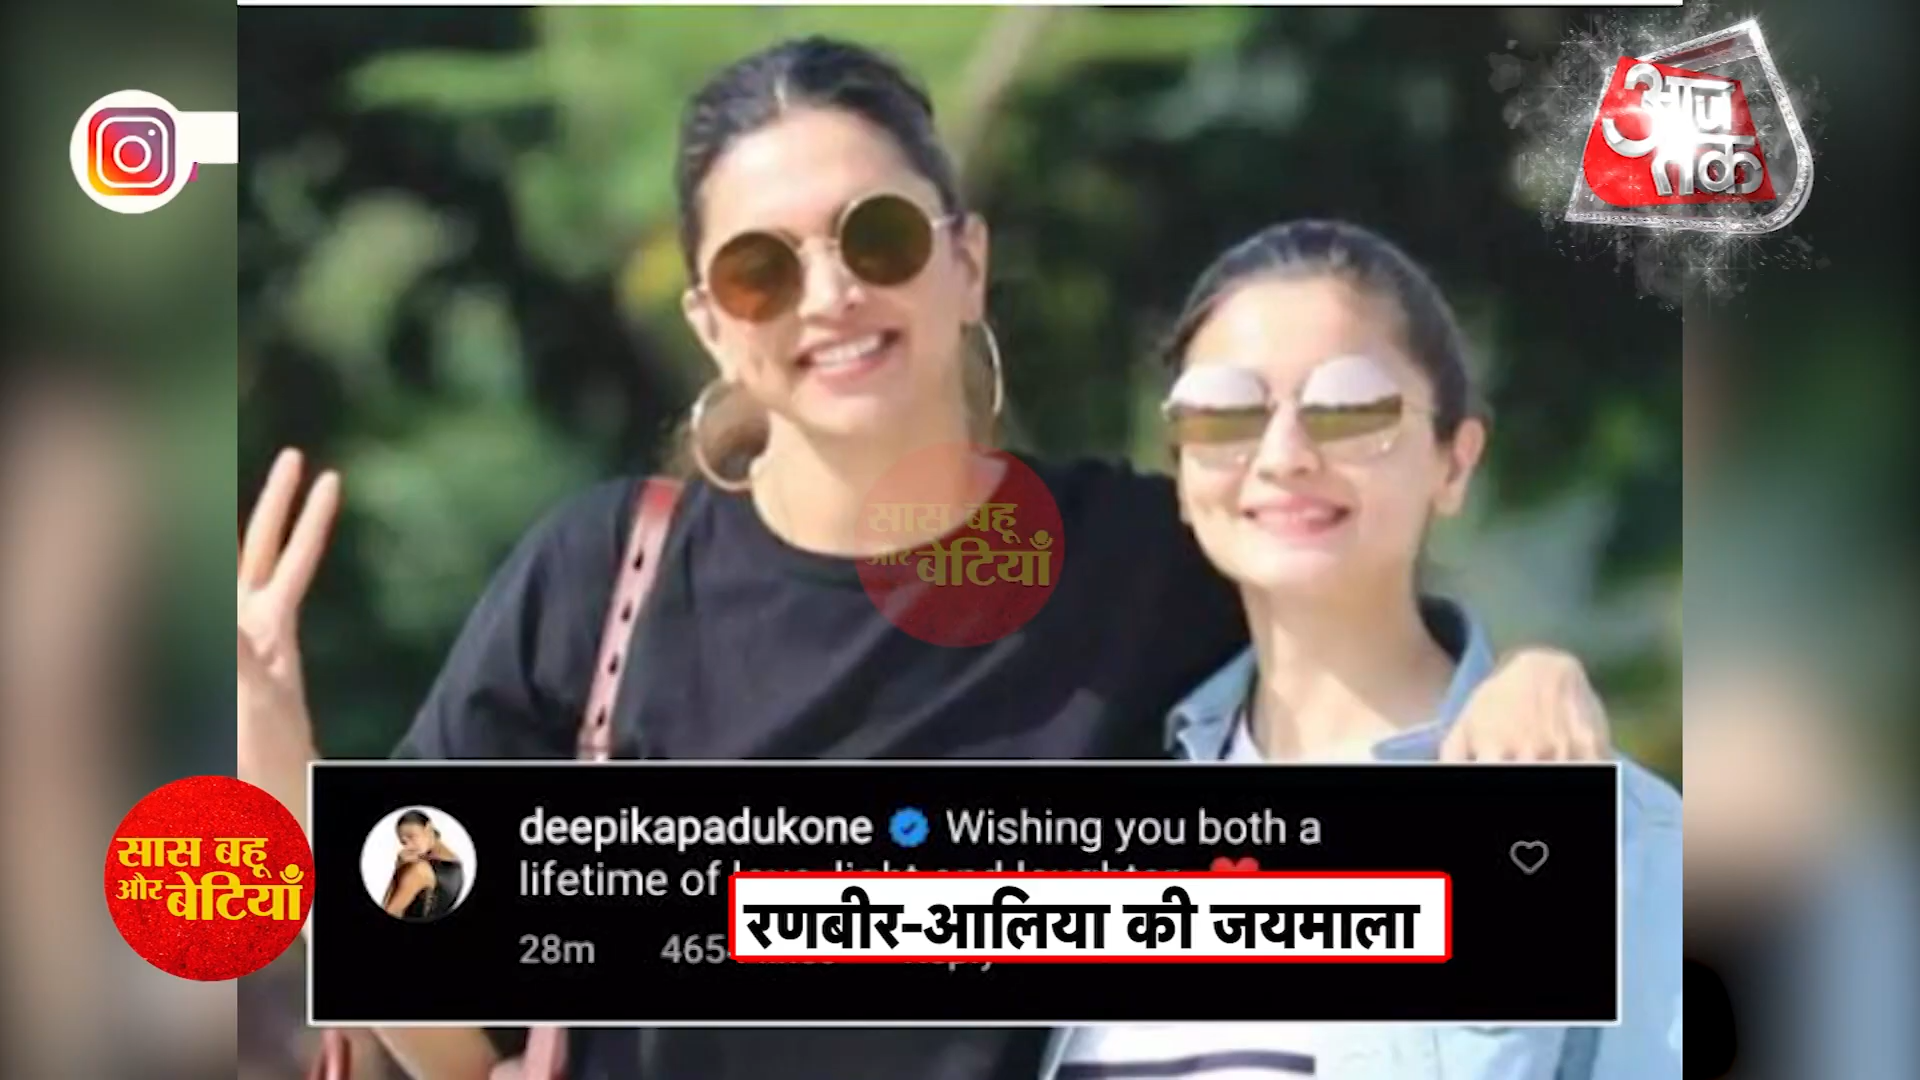 आज
तक
सास बहू
और बेटियाँ
deepikapadukone Wishing you both a
lifetime of
रणबीर-आलिया की जयमाला
28m 465
सास बहू
और बेटियाँ